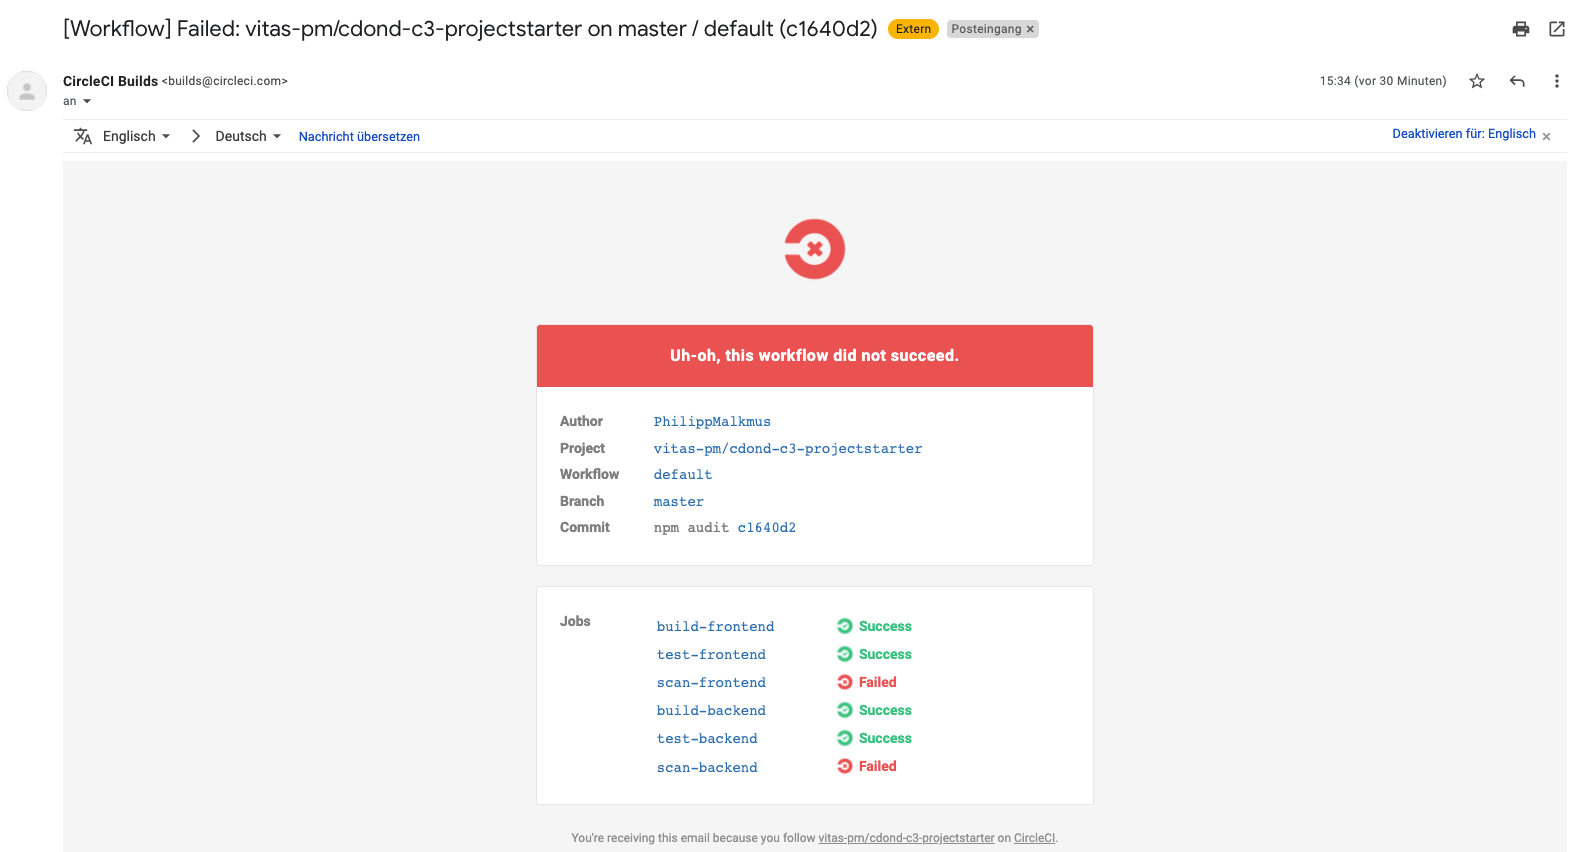 [Workflow] Failed: vitas-pm/cdond-c3-projectstarter on master / default (c1640d2) Extern Posteingang ×
CircleCI Builds <builds@circleci.com> 15:34 (vor 30 Minuten)
an
Englisch > Deutsch Nachricht übersetzen Deaktivieren für: Englisch ×
Uh-oh, this workflow did not succeed.
Author PhilippMalkmus
Project vitas-pm/cdond-c3-projectstarter
Workflow default
Branch master
Commit npm audit c1640d2
Jobs
build-frontend Success
test-frontend Success
scan-frontend Failed
build-backend Success
test-backend Success
scan-backend Failed
You're receiving this email because you follow vitas-pm/cdond-c3-projectstarter on CircleCI.